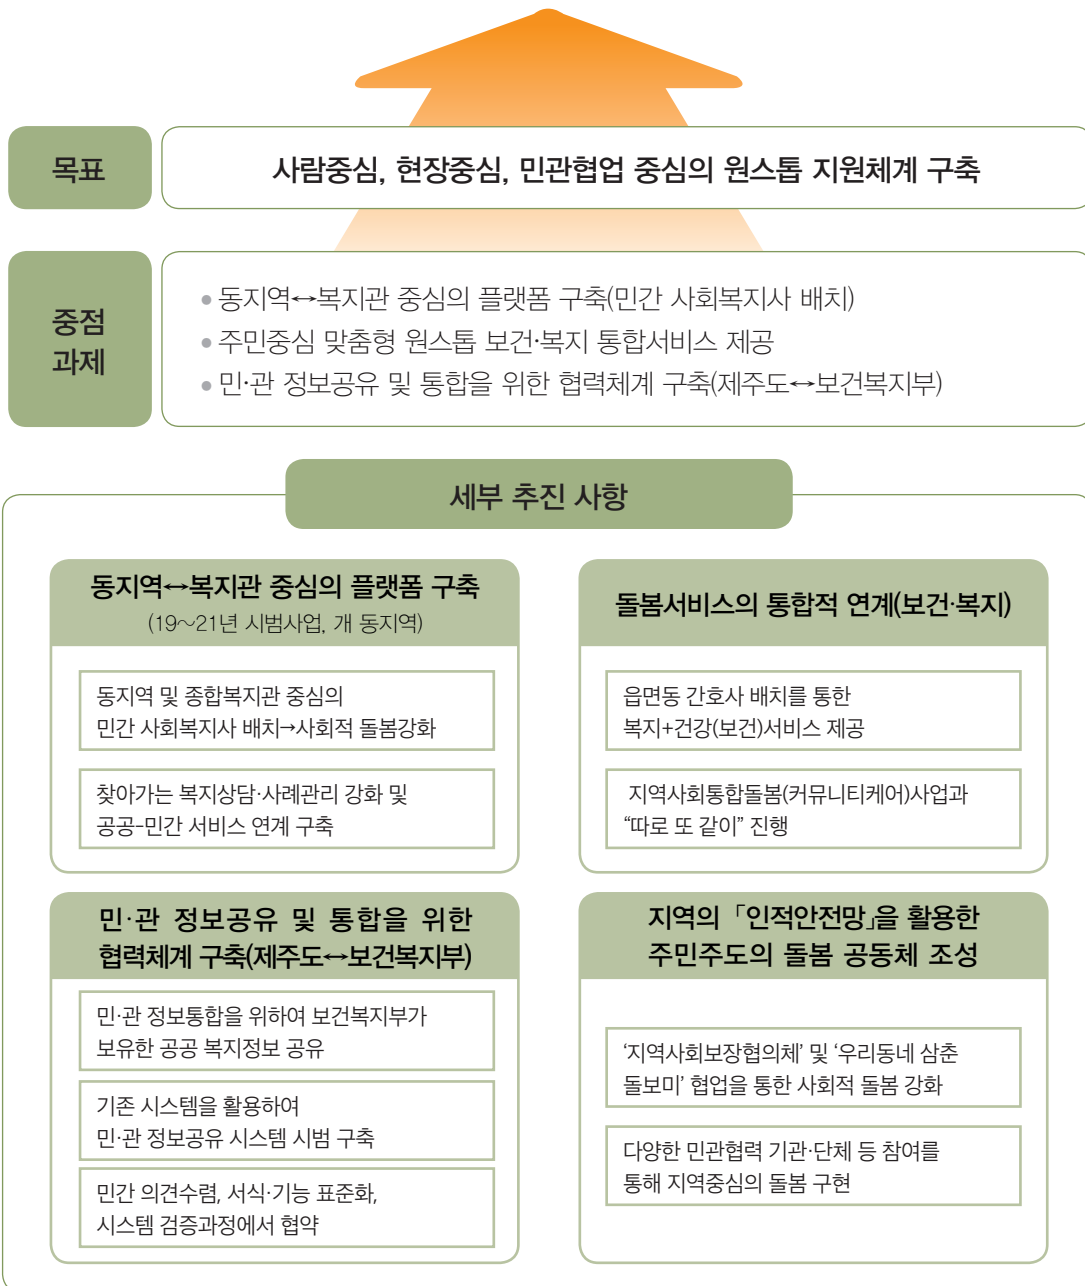 목표
사람중심, 현장중심, 민관협업 중심의 원스톱 지원체계 구축
중점
과제
● 동지역↔복지관 중심의 플랫폼 구축(민간 사회복지사 배치)
● 주민중심 맞춤형 원스톱 보건·복지 통합서비스 제공
● 민·관 정보공유 및 통합을 위한 협력체계 구축(제주도↔보건복지부)
세부 추진 사항
동지역↔복지관 중심의 플랫폼 구축
(19～21년 시범사업, 개 동지역)
동지역 및 종합복지관 중심의
민간 사회복지사 배치→사회적 돌봄강화
찾아가는 복지상담·사례관리 강화 및
공공-민간 서비스 연계 구축
돌봄서비스의 통합적 연계(보건·복지)
읍면동 간호사 배치를 통한
복지+건강(보건)서비스 제공
지역사회통합돌봄(커뮤니티케어)사업과
“따로 또 같이” 진행
민·관 정보공유 및 통합을 위한
협력체계 구축(제주도↔보건복지부)
민·관 정보통합을 위하여 보건복지부가
보유한 공공 복지정보 공유
기존 시스템을 활용하여
민·관 정보공유 시스템 시범 구축
민간 의견수렴, 서식·기능 표준화,
시스템 검증과정에서 협약
지역의 「인적안전망」을 활용한
주민주도의 돌봄 공동체 조성
‘지역사회보장협의체’ 및 ‘우리동네 삼춘
돌보미’ 협업을 통한 사회적 돌봄 강화
다양한 민관협력 기관·단체 등 참여를
통해 지역중심의 돌봄 구현